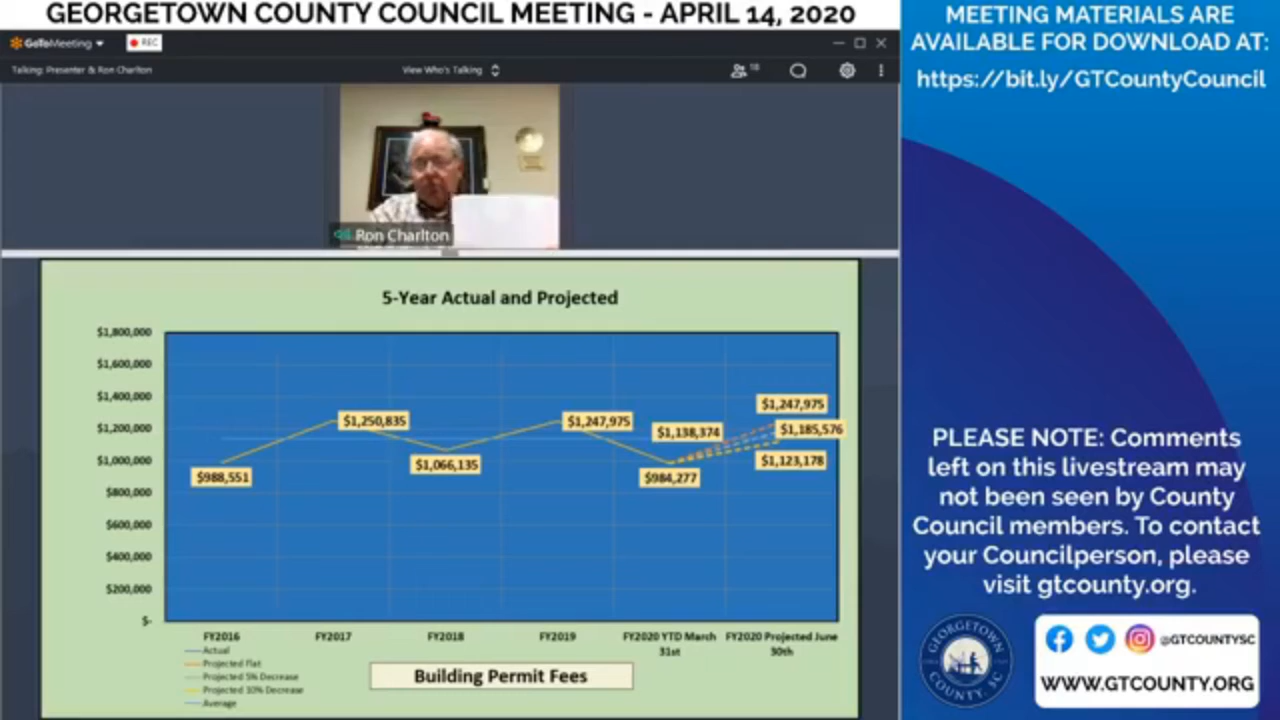 GEORGETOWN COUNTY COUNCIL MEETING - APRIL 14, 2020
GoToMeeting
REC
Talking: Presenter & Ron Charlton
View Who's Talking
18
Ron Charlton
5-Year Actual and Projected
$1,800,000
$1,600,000
$1,400,000
$1,200,000
$1,000,000
$800,000
$600,000
$400,000
$200,000
$-
$988,551
$1,250,835
$1,066,135
$1,247,975
$1,138,374
$984,277
$1,247,975
$1,185,576
$1,123,178
FY2016
FY2017
FY2018
FY2019
FY2020 YTD March
31st
FY2020 Projected June
30th
Actual
Projected Flat
Projected 5% Decrease
Projected 10% Decrease
Average
Building Permit Fees
MEETING MATERIALS ARE
AVAILABLE FOR DOWNLOAD AT:
https://bit.ly/GTCountyCouncil
PLEASE NOTE: Comments
left on this livestream may
not been seen by County
Council members. To contact
your Councilperson, please
visit gtcounty.org.
GEORGETOWN
COUNTY, SC
@GTCOUNTYSC
WWW.GTCOUNTY.ORG